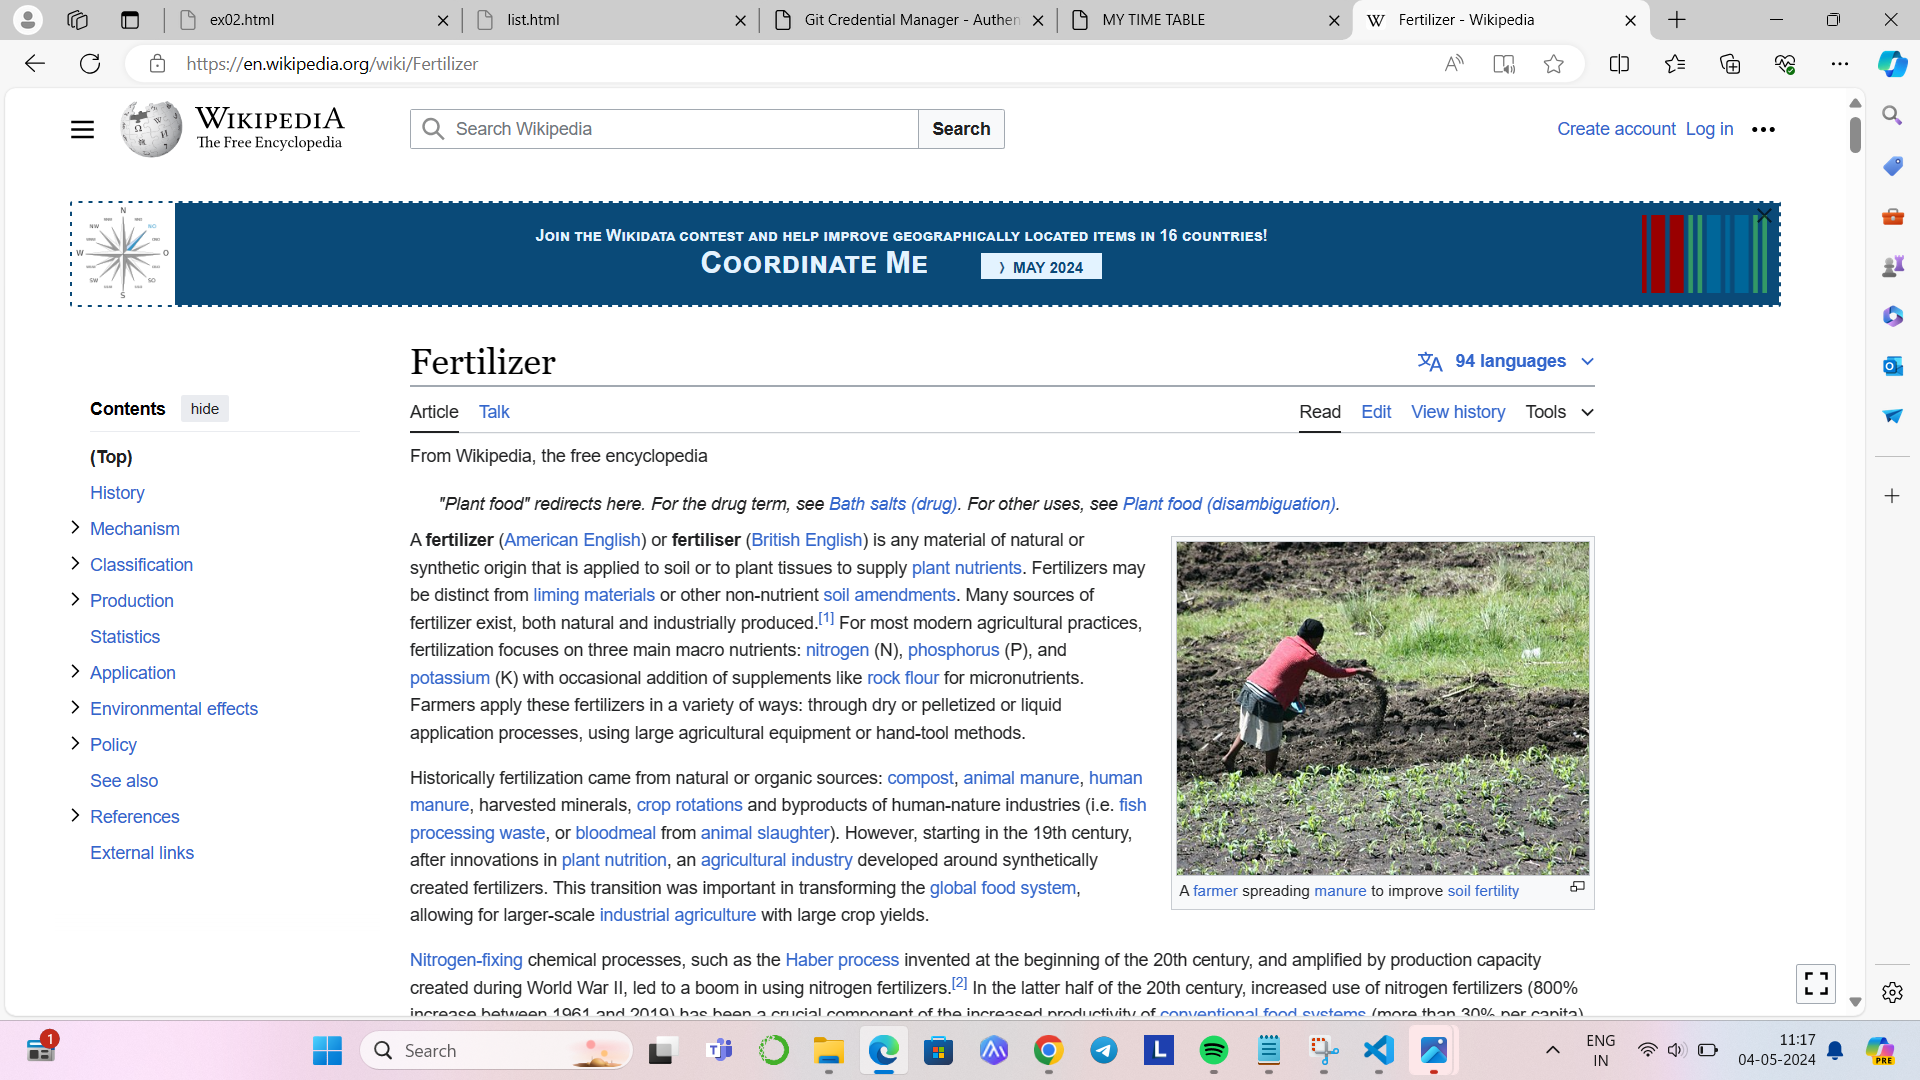 ex02.html
list.html
Git Credential Manager - Authen
MY TIME TABLE
Fertilizer - Wikipedia
https://en.wikipedia.org/wiki/Fertilizer
WIKIPEDIA
The Free Encyclopedia
Search Wikipedia
Search
Create account Log in
JOIN THE WIKIDATA CONTEST AND HELP IMPROVE GEOGRAPHICALLY LOCATED ITEMS IN 16 COUNTRIES!
COORDINATE ME
› MAY 2024
N
NW
NO
W
O
SW
SO
S
Fertilizer
94 languages
Contents hide
Article Talk
Read Edit View history Tools
(Top)
History
Mechanism
Classification
Production
Statistics
Application
Environmental effects
Policy
See also
References
External links
From Wikipedia, the free encyclopedia
"Plant food" redirects here. For the drug term, see Bath salts (drug). For other uses, see Plant food (disambiguation).
A fertilizer (American English) or fertiliser (British English) is any material of natural or
synthetic origin that is applied to soil or to plant tissues to supply plant nutrients. Fertilizers may
be distinct from liming materials or other non-nutrient soil amendments. Many sources of
fertilizer exist, both natural and industrially produced.[1] For most modern agricultural practices,
fertilization focuses on three main macro nutrients: nitrogen (N), phosphorus (P), and
potassium (K) with occasional addition of supplements like rock flour for micronutrients.
Farmers apply these fertilizers in a variety of ways: through dry or pelletized or liquid
application processes, using large agricultural equipment or hand-tool methods.
Historically fertilization came from natural or organic sources: compost, animal manure, human
manure, harvested minerals, crop rotations and byproducts of human-nature industries (i.e. fish
processing waste, or bloodmeal from animal slaughter). However, starting in the 19th century,
after innovations in plant nutrition, an agricultural industry developed around synthetically
created fertilizers. This transition was important in transforming the global food system,
allowing for larger-scale industrial agriculture with large crop yields.
A farmer spreading manure to improve soil fertility
Nitrogen-fixing chemical processes, such as the Haber process invented at the beginning of the 20th century, and amplified by production capacity
created during World War II, led to a boom in using nitrogen fertilizers.[2] In the latter half of the 20th century, increased use of nitrogen fertilizers (800%
increase between 1961 and 2019) has been a crucial component of the increased productivity of conventional food systems (more than 30% per capita)
1
Search
L
PRE
ENG
IN
11:17
04-05-2024